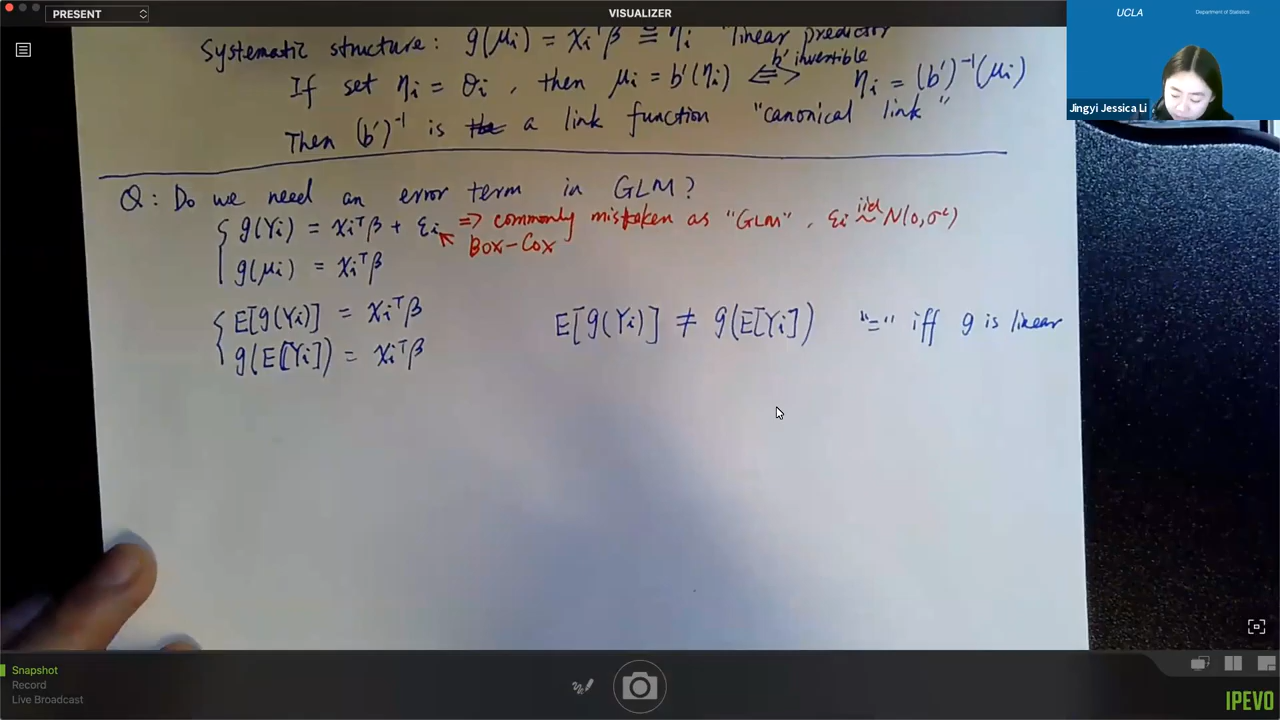 PRESENT
VISUALIZER
UCLA
Department of Statistics
Jingyi Jessica Li
Systematic structure: g(μi) = xiᵀβ ≙ ηi "linear predictor
If set ηi = θi, then μi = b'(ηi) <=> ηi = (b')⁻¹(μi)
b' invertible
Then (b')⁻¹ is a link function "canonical link"
Q: Do we need an error term in GLM?
g(Yi) = xiᵀβ + εi => commonly mistaken as "GLM", εi iid ~ N(0, σ²)
Box-Cox
g(μi) = xiᵀβ
E[g(Yi)] = xiᵀβ
g(E[Yi]) = xiᵀβ
E[g(Yi)] ≠ g(E[Yi]) "=" iff g is linear
Snapshot
Record
Live Broadcast
IPEVO